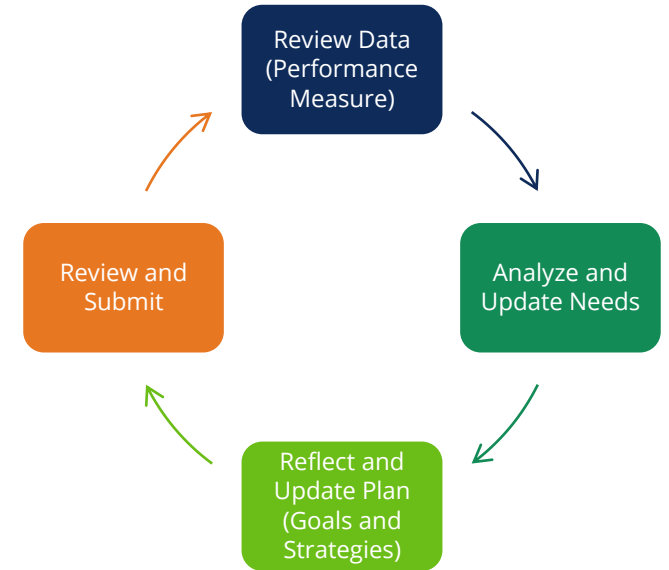 Review Data
(Performance
Measure)
Analyze and
Update Needs
Reflect and
Update Plan
(Goals and
Strategies)
Review and
Submit